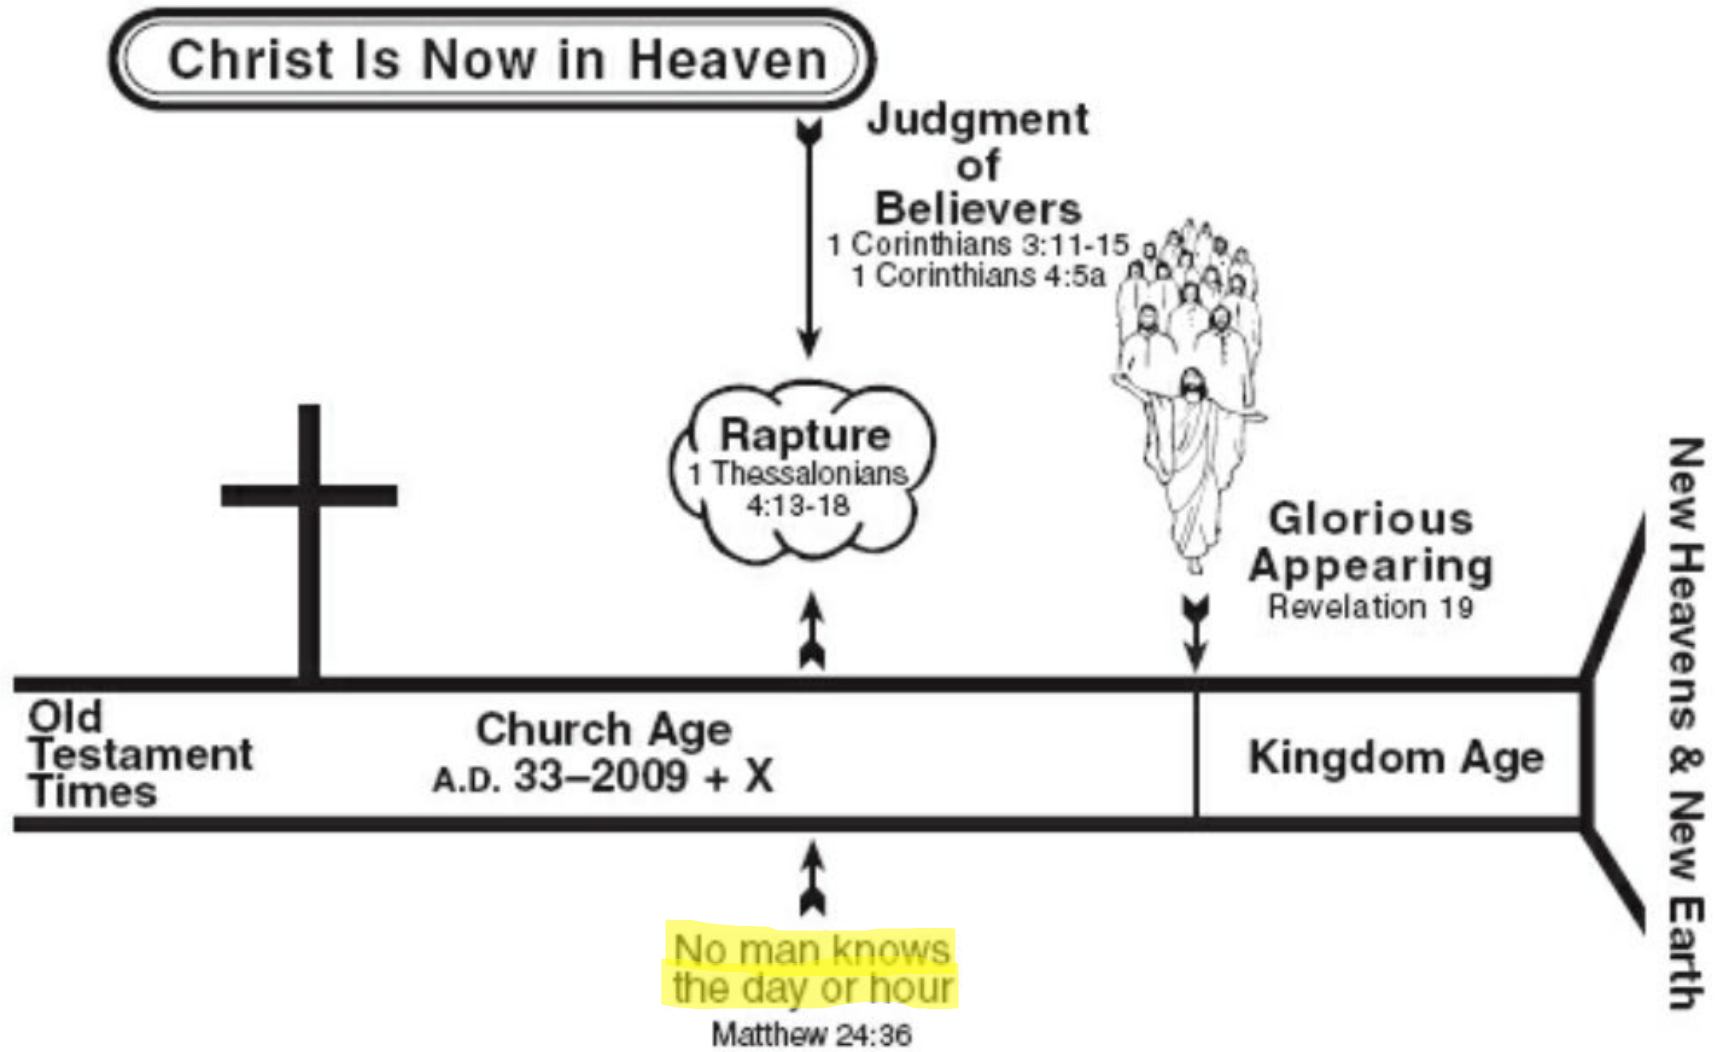 Christ Is Now in Heaven
Judgment
of
Believers
1 Corinthians 3:11-15
1 Corinthians 4:5a
Rapture
1 Thessalonians
4:13-18
Glorious
Appearing
Revelation 19
Old
Testament
Times
Church Age
A.D. 33–2009 + X
Kingdom Age
New Heavens & New Earth
No man knows
the day or hour
Matthew 24:36